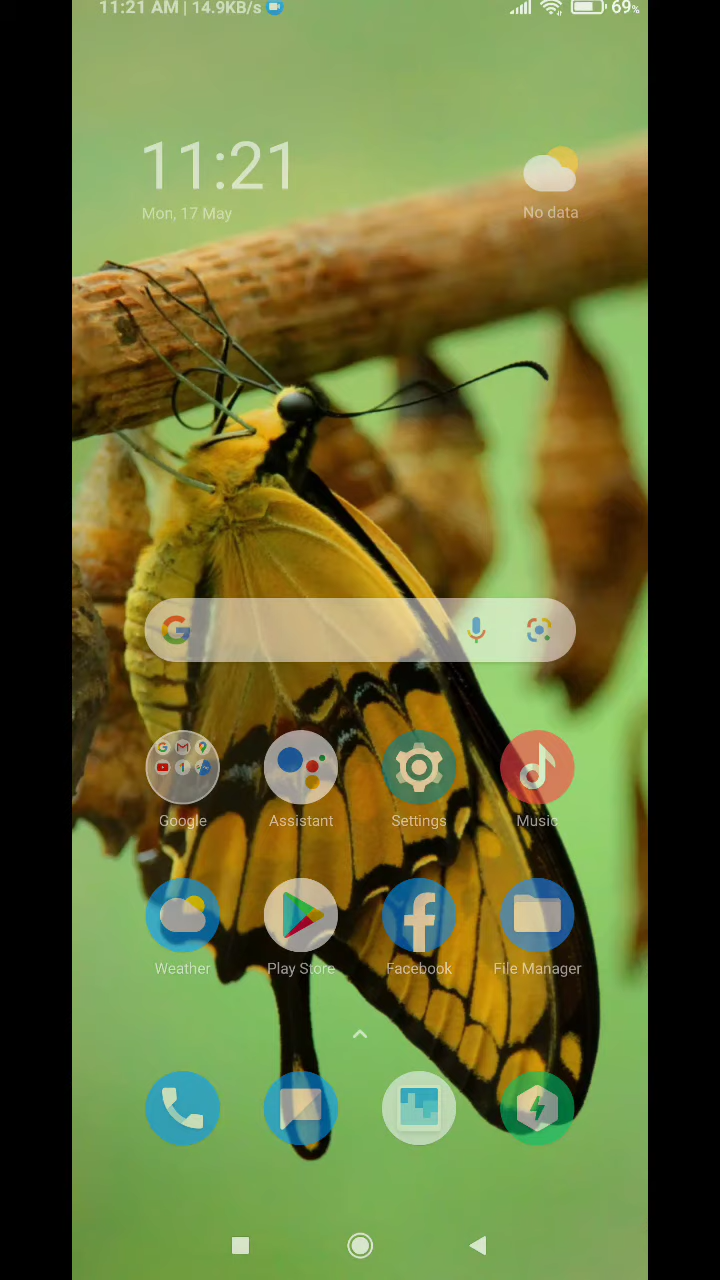 11:21 AM | 14.9KB/s
69%
11:21
Mon, 17 May
No data
Google
Assistant
Settings
Music
Weather
Play Store
Facebook
File Manager